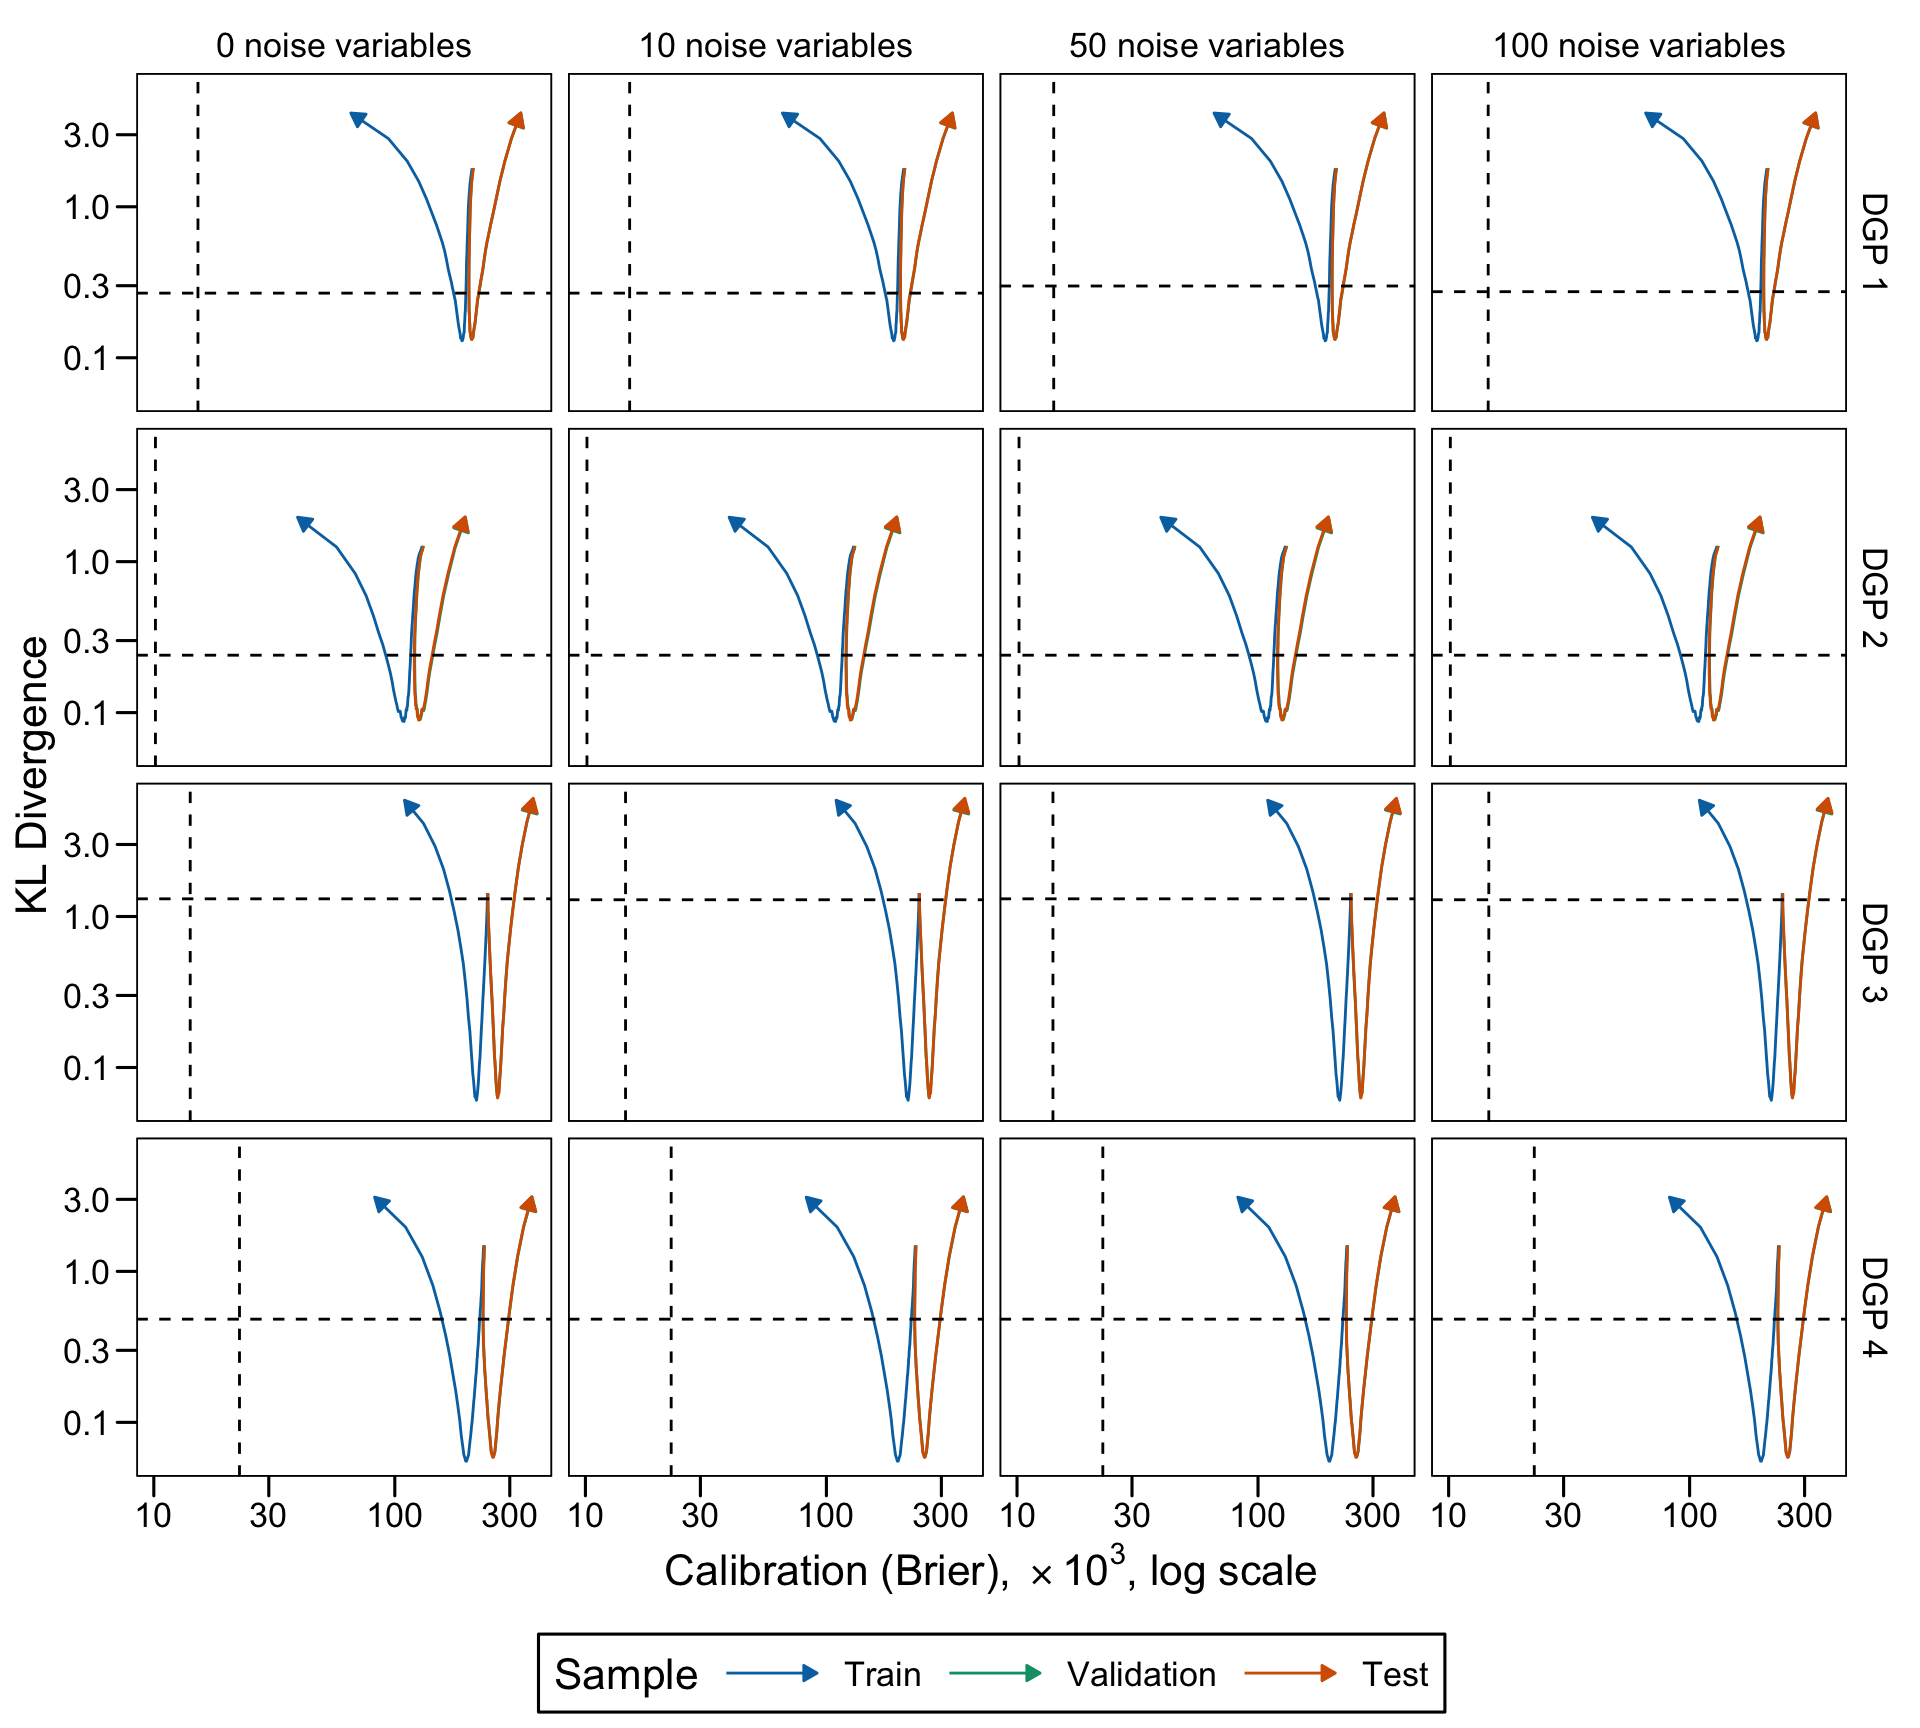 0 noise variables 10 noise variables 50 noise variables 100 noise variables
3.0
1.0
0.3
0.1
DGP 1
3.0
1.0
0.3
0.1
DGP 2
3.0
1.0
0.3
0.1
DGP 3
3.0
1.0
0.3
0.1
DGP 4
KL Divergence
10 30 100 300 10 30 100 300 10 30 100 300 10 30 100 300
Calibration (Brier), × 10³, log scale
Sample Train Validation Test